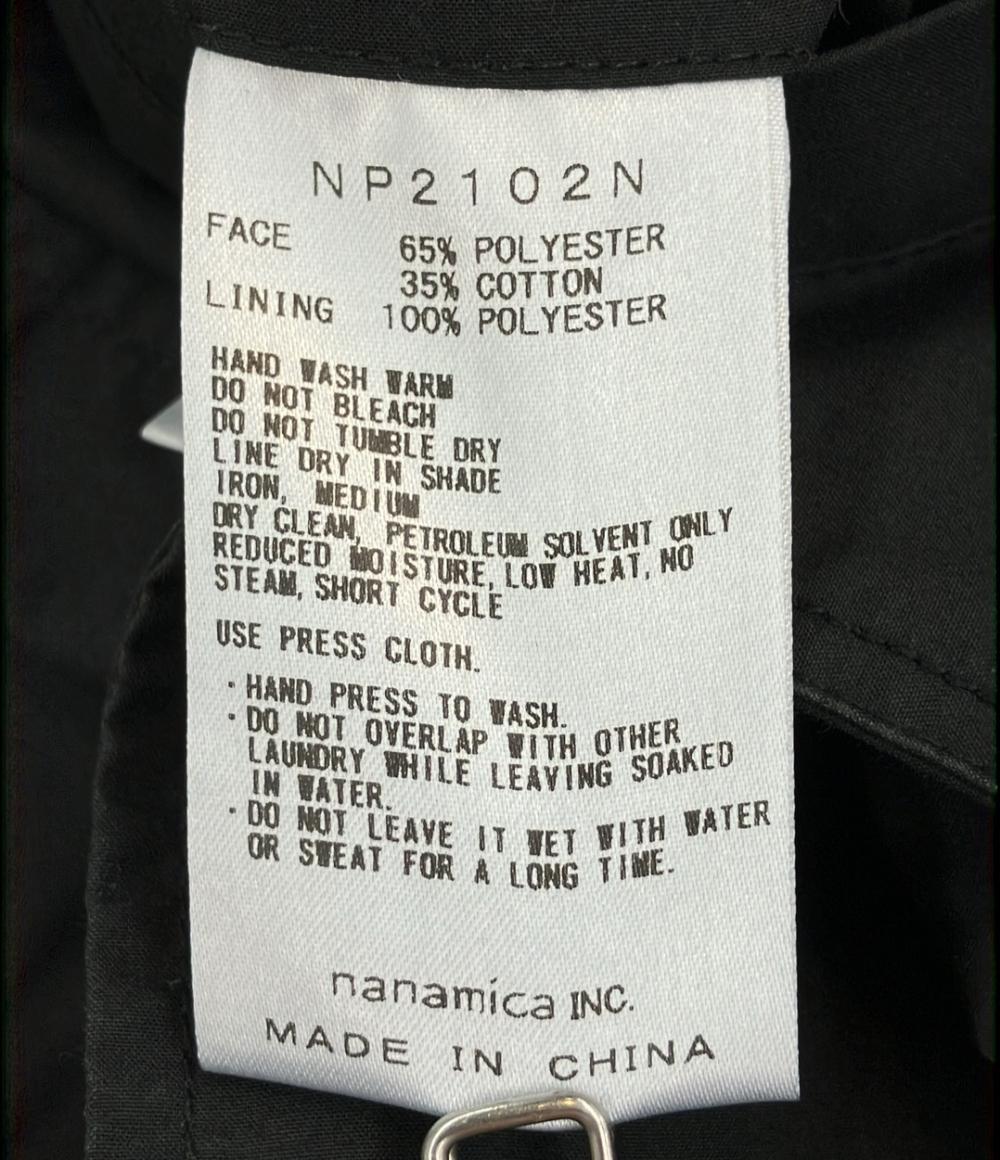 NP2102N
FACE 65% POLYESTER
35% COTTON
LINING 100% POLYESTER
HAND WASH WARM
DO NOT BLEACH
DO NOT TUMBLE DRY
LINE DRY IN SHADE
IRON, MEDIUM
DRY CLEAN, PETROLEUM SOLVENT ONLY
REDUCED MOISTURE, LOW HEAT, NO
STEAM, SHORT CYCLE
USE PRESS CLOTH.
・HAND PRESS TO WASH.
・DO NOT OVERLAP WITH OTHER
LAUNDRY WHILE LEAVING SOAKED
IN WATER.
・DO NOT LEAVE IT WET WITH WATER
OR SWEAT FOR A LONG TIME.
nanamica INC.
MADE IN CHINA